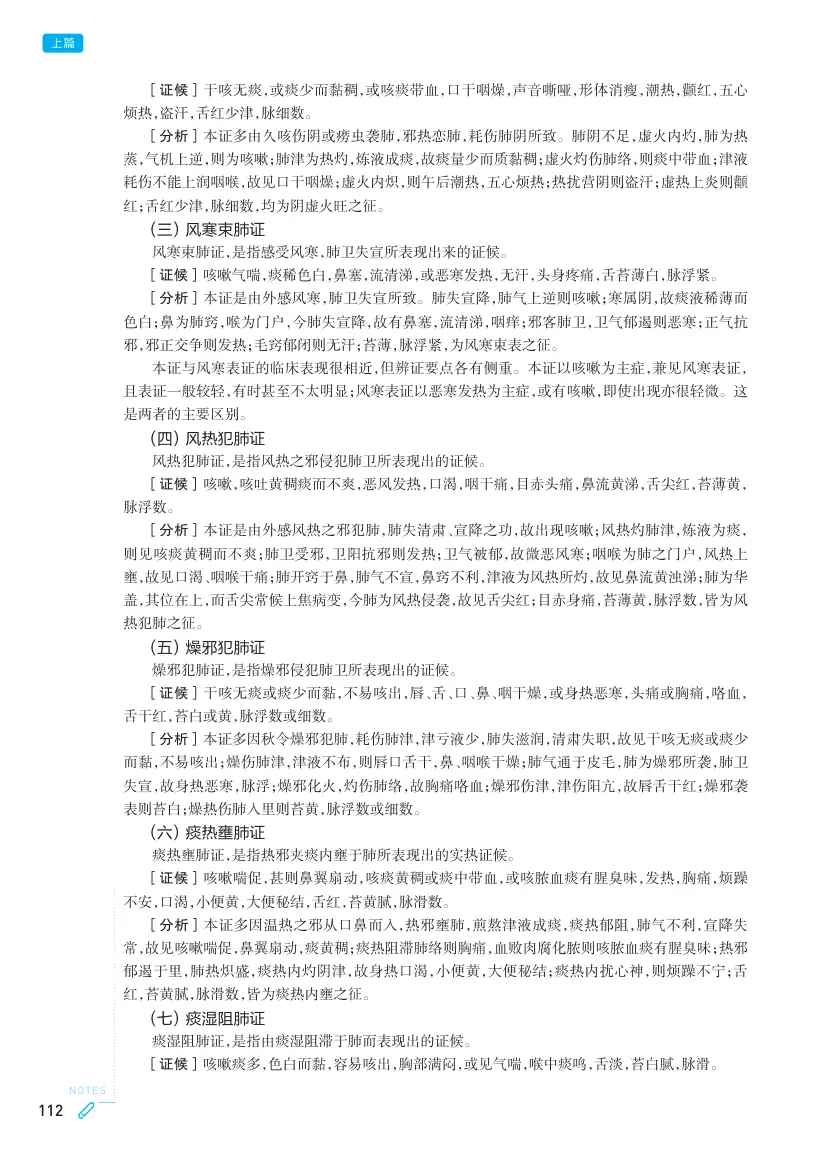 上篇
［证候］干咳无痰，或痰少而黏稠，或咳痰带血，口干咽燥，声音嘶哑，形体消瘦，潮热，颧红，五心
烦热，盗汗，舌红少津，脉细数。
［分析］本证多由久咳伤阴或痨虫袭肺，邪热恋肺，耗伤肺阴所致。肺阴不足，虚火内灼，肺为热
蒸，气机上逆，则为咳嗽；肺津为热灼，炼液成痰，故痰量少而质黏稠；虚火灼伤肺络，则痰中带血；津液
耗伤不能上润咽喉，故见口干咽燥；虚火内炽，则午后潮热，五心烦热；热扰营阴则盗汗；虚热上炎则颧
红；舌红少津，脉细数，均为阴虚火旺之征。
（三）风寒束肺证
风寒束肺证，是指感受风寒，肺卫失宣所表现出来的证候。
［证候］咳嗽气喘，痰稀色白，鼻塞，流清涕，或恶寒发热，无汗，头身疼痛，舌苔薄白，脉浮紧。
［分析］本证是由外感风寒，肺卫失宣所致。肺失宣降，肺气上逆则咳嗽；寒属阴，故痰液稀薄而
色白；鼻为肺窍，喉为门户，今肺失宣降，故有鼻塞，流清涕，咽痒；邪客肺卫，卫气郁遏则恶寒；正气抗
邪，邪正交争则发热；毛窍郁闭则无汗；苔薄，脉浮紧，为风寒束表之征。
本证与风寒表证的临床表现很相近，但辨证要点各有侧重。本证以咳嗽为主症，兼见风寒表证，
且表证一般较轻，有时甚至不太明显；风寒表证以恶寒发热为主症，或有咳嗽，即使出现亦很轻微。这
是两者的主要区别。
（四）风热犯肺证
风热犯肺证，是指风热之邪侵犯肺卫所表现出的证候。
［证候］咳嗽，咳吐黄稠痰而不爽，恶风发热，口渴，咽干痛，目赤头痛，鼻流黄涕，舌尖红，苔薄黄，
脉浮数。
［分析］本证是由外感风热之邪犯肺，肺失清肃、宣降之功，故出现咳嗽；风热灼肺津，炼液为痰，
则见咳痰黄稠而不爽；肺卫受邪，卫阳抗邪则发热；卫气被郁，故微恶风寒；咽喉为肺之门户，风热上
壅，故见口渴、咽喉干痛；肺开窍于鼻，肺气不宣，鼻窍不利，津液为风热所灼，故见鼻流黄浊涕；肺为华
盖，其位在上，而舌尖常候上焦病变，今肺为风热侵袭，故见舌尖红；目赤身痛，苔薄黄，脉浮数，皆为风
热犯肺之征。
（五）燥邪犯肺证
燥邪犯肺证，是指燥邪侵犯肺卫所表现出的证候。
［证候］干咳无痰或痰少而黏，不易咳出，唇、舌、口、鼻、咽干燥，或身热恶寒，头痛或胸痛，咯血，
舌干红，苔白或黄，脉浮数或细数。
［分析］本证多因秋令燥邪犯肺，耗伤肺津，津亏液少，肺失滋润，清肃失职，故见干咳无痰或痰少
而黏，不易咳出；燥伤肺津，津液不布，则唇口舌干，鼻、咽喉干燥；肺气通于皮毛，肺为燥邪所袭，肺卫
失宣，故身热恶寒，脉浮；燥邪化火，灼伤肺络，故胸痛咯血；燥邪伤津，津伤阳亢，故唇舌干红；燥邪袭
表则苔白；燥热伤肺入里则苔黄，脉浮数或细数。
（六）痰热壅肺证
痰热壅肺证，是指热邪夹痰内壅于肺所表现出的实热证候。
［证候］咳嗽喘促，甚则鼻翼扇动，咳痰黄稠或痰中带血，或咳脓血痰有腥臭味，发热，胸痛，烦躁
不安，口渴，小便黄，大便秘结，舌红，苔黄腻，脉滑数。
［分析］本证多因温热之邪从口鼻而入，热邪壅肺，煎熬津液成痰，痰热郁阻，肺气不利，宣降失
常，故见咳嗽喘促，鼻翼扇动，痰黄稠；痰热阻滞肺络则胸痛，血败肉腐化脓则咳脓血痰有腥臭味；热邪
郁遏于里，肺热炽盛，痰热内灼阴津，故身热口渴，小便黄，大便秘结；痰热内扰心神，则烦躁不宁；舌
红，苔黄腻，脉滑数，皆为痰热内壅之征。
（七）痰湿阻肺证
痰湿阻肺证，是指由痰湿阻滞于肺而表现出的证候。
［证候］咳嗽痰多，色白而黏，容易咳出，胸部满闷，或见气喘，喉中痰鸣，舌淡，苔白腻，脉滑。
NOTES
112